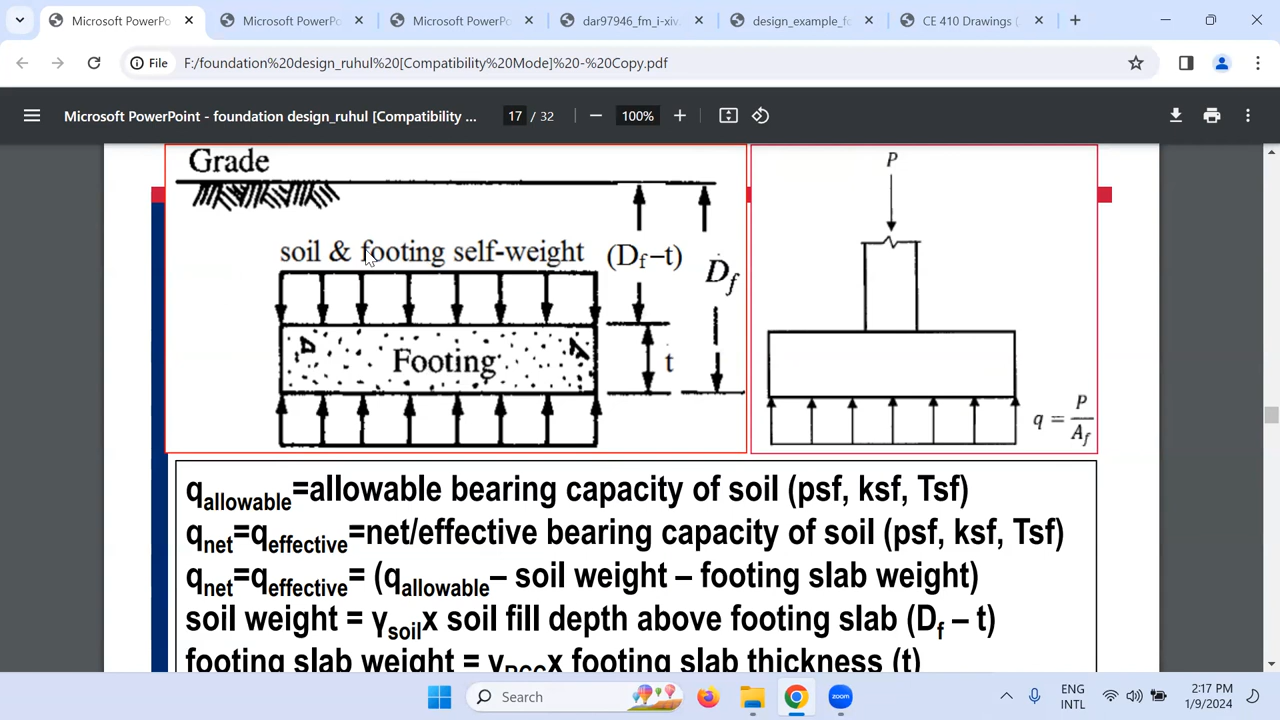 Microsoft PowerPo
Microsoft PowerPo
Microsoft PowerPo
dar97946_fm_i-xiv.
design_example_fo
CE 410 Drawings (
File
F:/foundation%20design_ruhul%20[Compatibility%20Mode]%20-%20Copy.pdf
Microsoft PowerPoint - foundation design_ruhul [Compatibility ...
17 / 32
100%
Grade
soil & footing self-weight
(Df–t)
Df
Footing
t
P
q = P/Af
qallowable=allowable bearing capacity of soil (psf, ksf, Tsf)
qnet=qeffective=net/effective bearing capacity of soil (psf, ksf, Tsf)
qnet=qeffective= (qallowable– soil weight – footing slab weight)
soil weight = γsoilx soil fill depth above footing slab (Df – t)
footing slab weight = γRCCx footing slab thickness (t)
Search
zoom
ENG
INTL
2:17 PM
1/9/2024